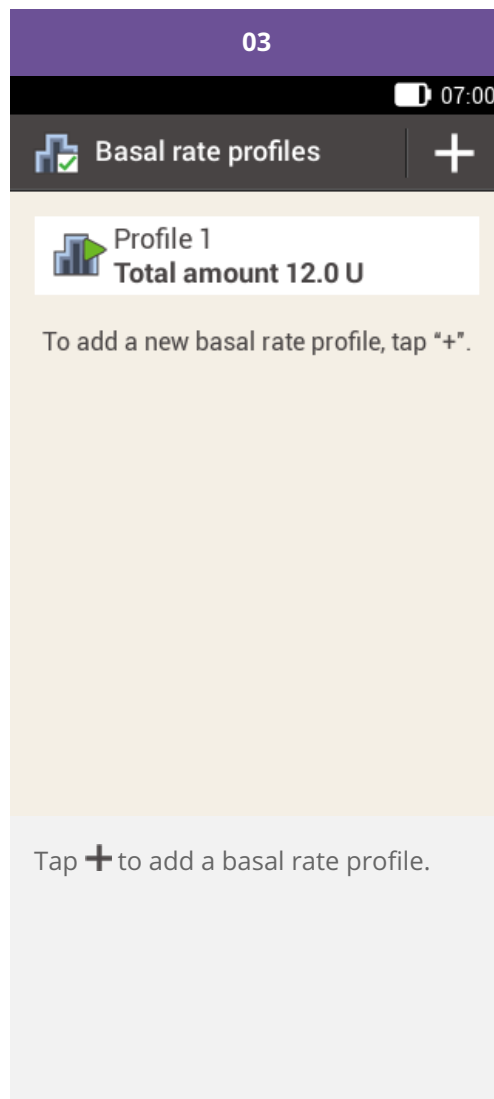 03
07:00
Basal rate profiles
Profile 1
Total amount 12.0 U
To add a new basal rate profile, tap “+”.
Tap + to add a basal rate profile.